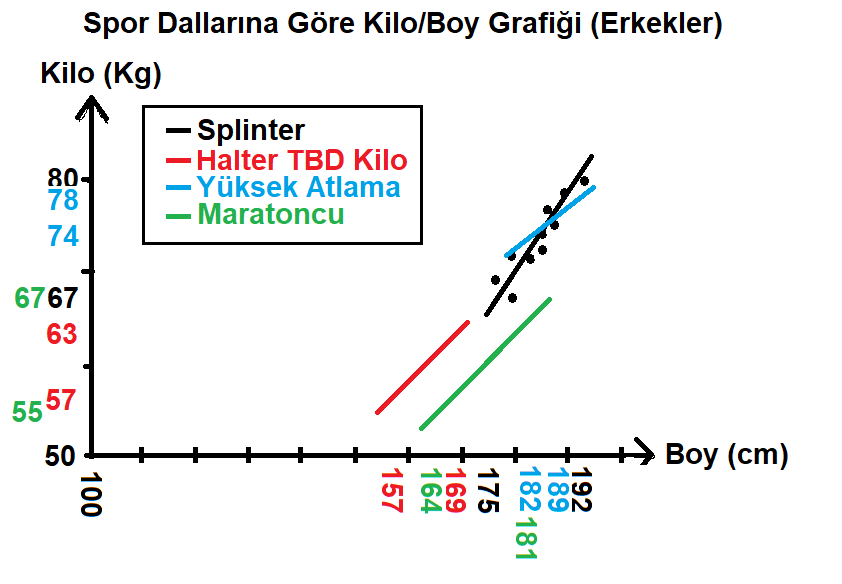 Spor Dallarına Göre Kilo/Boy Grafiği (Erkekler)
Kilo (Kg)
Splinter
Halter TBD Kilo
Yüksek Atlama
Maratoncu
80
78
74
67 67
63
57
55
50
Boy (cm)
100
157
164
169
175
182
189
192
181